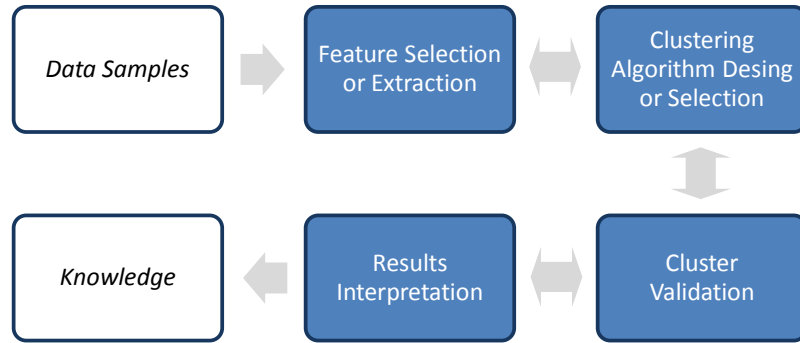 Data Samples
Feature Selection
or Extraction
Clustering
Algorithm Desing
or Selection
Knowledge
Results
Interpretation
Cluster
Validation